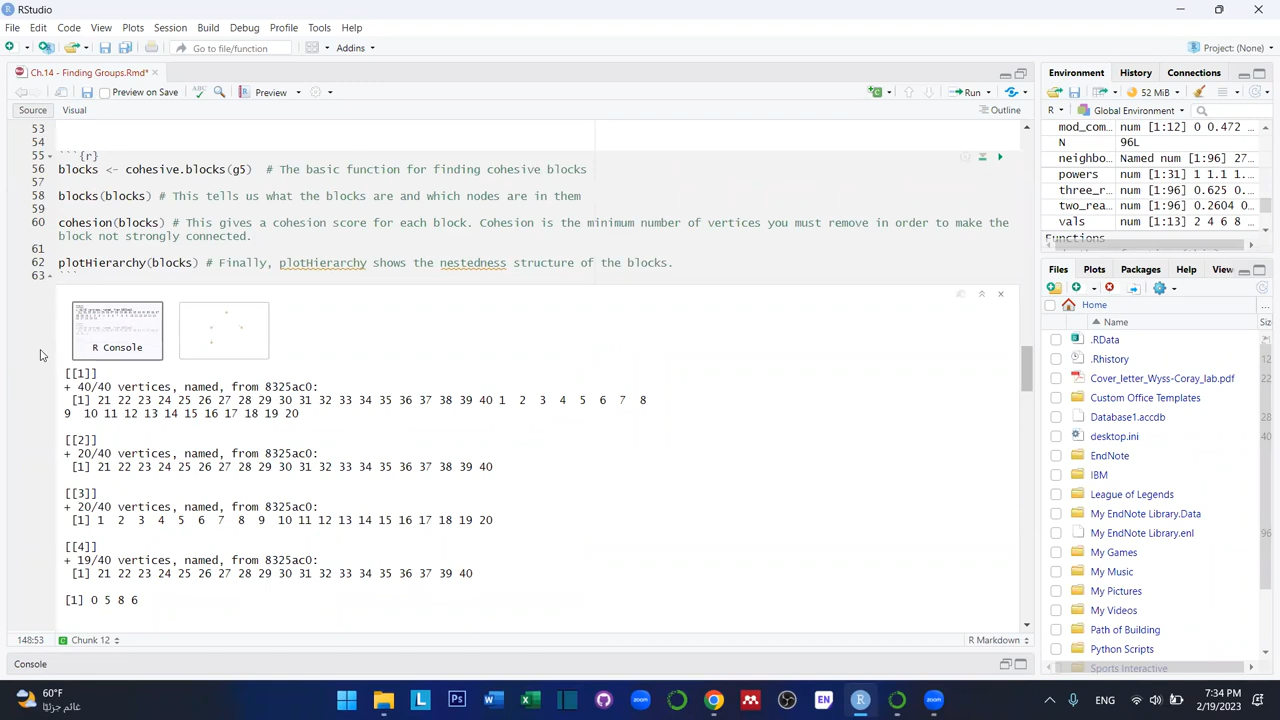 RStudio
File Edit Code View Plots Session Build Debug Profile Tools Help
Go to file/function Addins Project: (None)
Ch.14 - Finding Groups.Rmd*
Preview on Save ABC Preview Run
Source Visual Outline
53
54
55 ```{r}
56 blocks <- cohesive.blocks(g5)  # The basic function for finding cohesive blocks
57
58 blocks(blocks) # This tells us what the blocks are and which nodes are in them
59
60 cohesion(blocks) # This gives a cohesion score for each block. Cohesion is the minimum number of vertices you must remove in order to make the
block not strongly connected.
61
62 plotHierarchy(blocks) # Finally, plotHierarchy shows the nestedness structure of the blocks.
63 ```
R Console
[[1]]
+ 40/40 vertices, named, from 8325ac0:
[1] 21 22 23 24 25 26 27 28 29 30 31 32 33 34 35 36 37 38 39 40 1 2 3 4 5 6 7 8
9 10 11 12 13 14 15 16 17 18 19 20
[[2]]
+ 20/40 vertices, named, from 8325ac0:
[1] 21 22 23 24 25 26 27 28 29 30 31 32 33 34 35 36 37 38 39 40
[[3]]
+ 20/40 vertices, named, from 8325ac0:
[1] 1 2 3 4 5 6 7 8 9 10 11 12 13 14 15 16 17 18 19 20
[[4]]
+ 19/40 vertices, named, from 8325ac0:
[1] 21 22 23 24 25 26 27 28 29 30 31 32 33 34 35 36 37 39 40
[1] 0 5 8 6
148:53 Chunk 12 R Markdown
Console
Environment History Connections
52 MiB
R Global Environment
mod_com… num [1:12] 0 0.472 …
N 96L
neighbo… Named num [1:96] 27…
powers num [1:31] 1 1.1 1…
three_r… num [1:96] 0.625 0.…
two_rea… num [1:96] 0.2604 0…
vals num [1:13] 2 4 6 8 …
Functions
Files Plots Packages Help View
Home
Name Size
.RData
.Rhistory 12
Cover_letter_Wyss-Coray_lab.pdf 22
Custom Office Templates
Database1.accdb
desktop.ini 40
EndNote
IBM
League of Legends
My EndNote Library.Data
My EndNote Library.enl 96
My Games
My Music
My Pictures
My Videos
Path of Building
Python Scripts
Sports Interactive
60°F
غائم جزئيًا
ENG
7:34 PM
2/19/2023